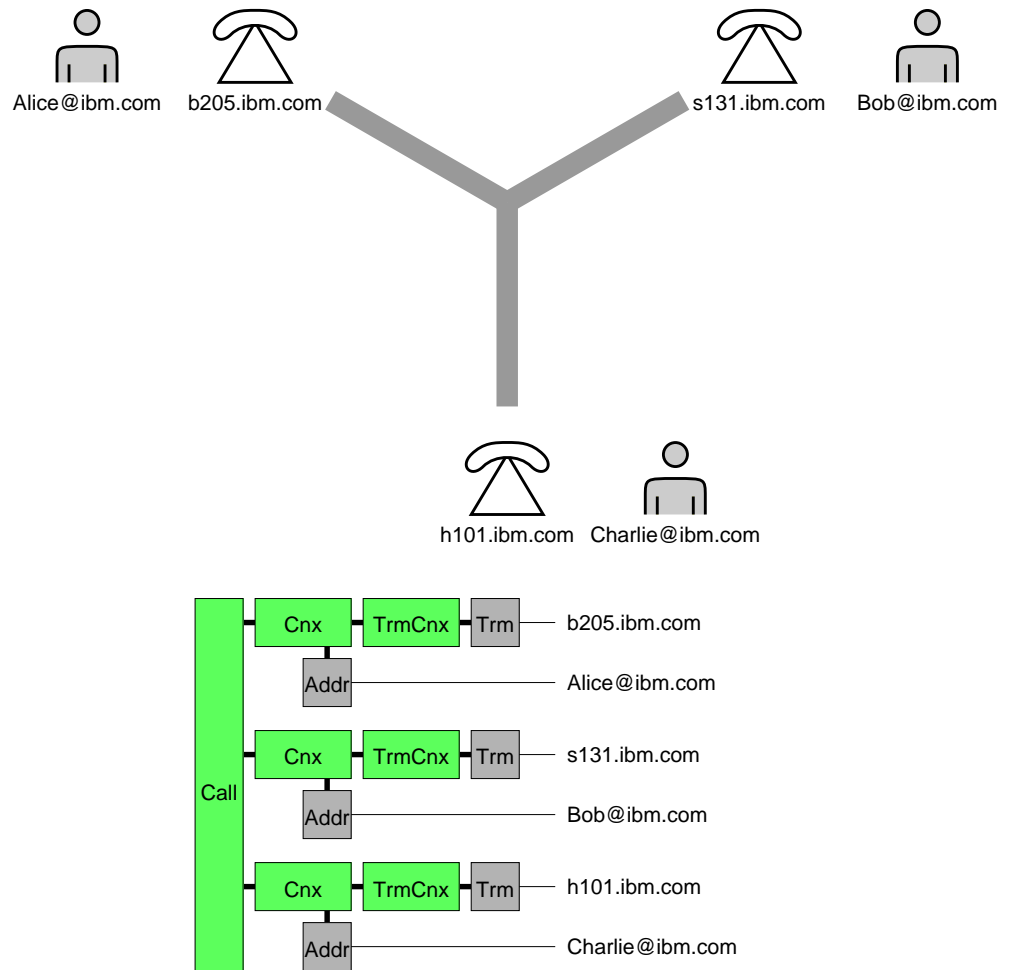 Alice@ibm.com b205.ibm.com s131.ibm.com Bob@ibm.com
h101.ibm.com Charlie@ibm.com
Cnx TrmCnx Trm b205.ibm.com
Addr Alice@ibm.com
Cnx TrmCnx Trm s131.ibm.com
Call
Addr Bob@ibm.com
Cnx TrmCnx Trm h101.ibm.com
Addr Charlie@ibm.com